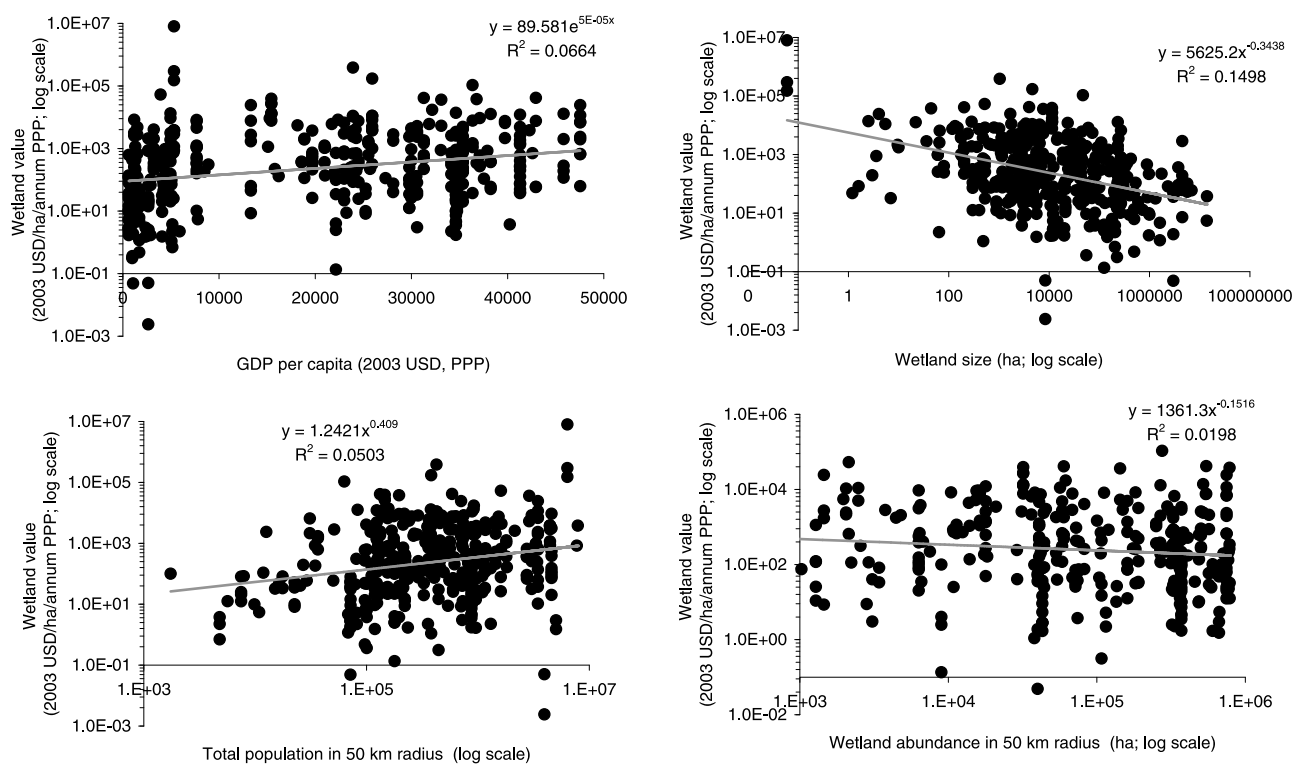 1.0E+07
1.0E+05
1.0E+03
1.0E+01
1.0E-01
1.0E-03
Wetland value
(2003 USD/ha/annum PPP; log scale)
y = 89.581e^5E-05x
R² = 0.0664
0 10000 20000 30000 40000 50000
GDP per capita (2003 USD, PPP)
1.0E+07
1.0E+05
1.0E+03
1.0E+01
1.0E-01
1.0E-03
Wetland value
(2003 USD/ha/annum PPP; log scale)
y = 5625.2x^-0.3438
R² = 0.1498
0 1 100 10000 1000000 100000000
Wetland size (ha; log scale)
1.0E+07
1.0E+05
1.0E+03
1.0E+01
1.0E-01
1.0E-03
Wetland value
(2003 USD/ha/annum PPP; log scale)
y = 1.2421x^0.409
R² = 0.0503
1.E+03 1.E+05 1.E+07
Total population in 50 km radius (log scale)
1.0E+06
1.0E+04
1.0E+02
1.0E+00
1.0E-02
Wetland value
(2003 USD/ha/annum PPP; log scale)
y = 1361.3x^-0.1516
R² = 0.0198
1.E+03 1.E+04 1.E+05 1.E+06
Wetland abundance in 50 km radius (ha; log scale)